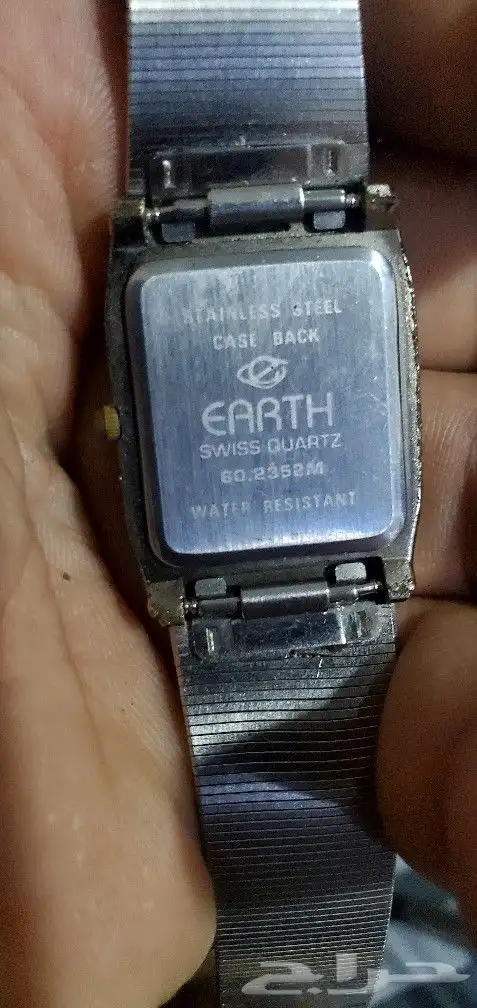 STAINLESS STEEL
CASE BACK
EARTH
SWISS QUARTZ
60.2352M
WATER RESISTANT
حراج